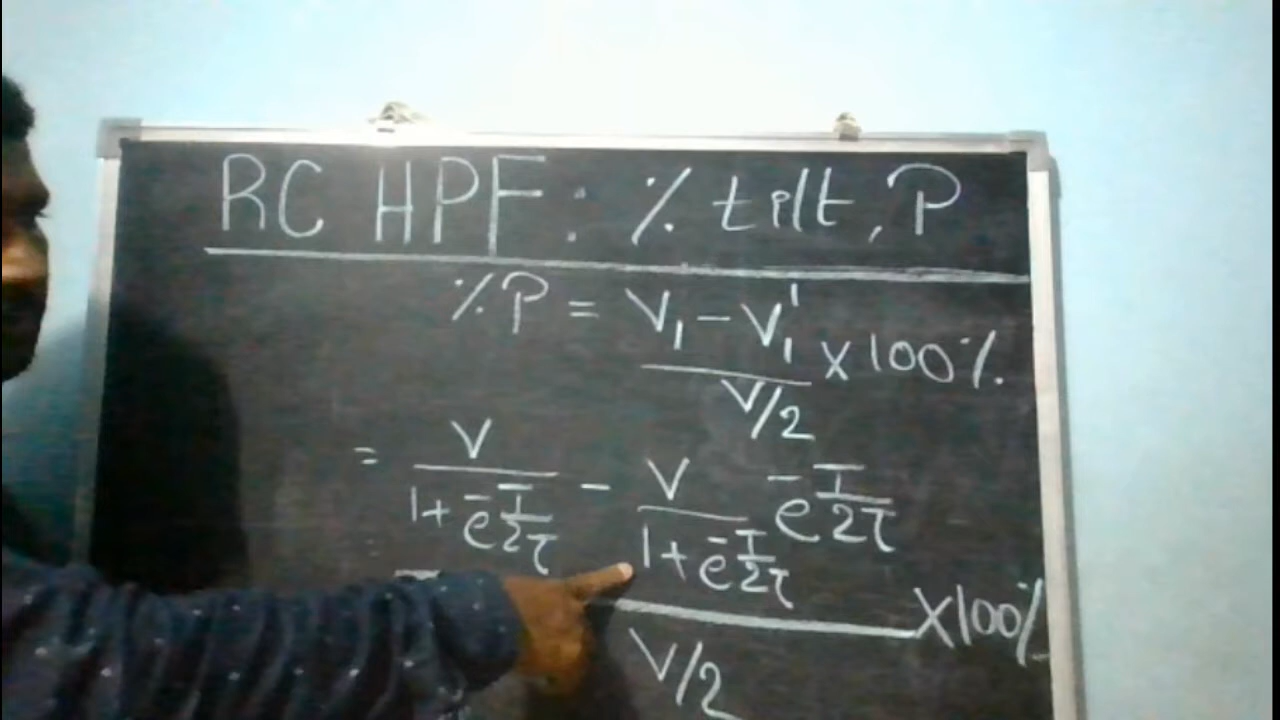 RC HPF: % tilt, P
%P = V₁ - V₁' / V/2 × 100%
= V / 1+e^(-T/2τ) - V / 1+e^(-T/2τ) e^(-T/2τ)
× 100%
V/2